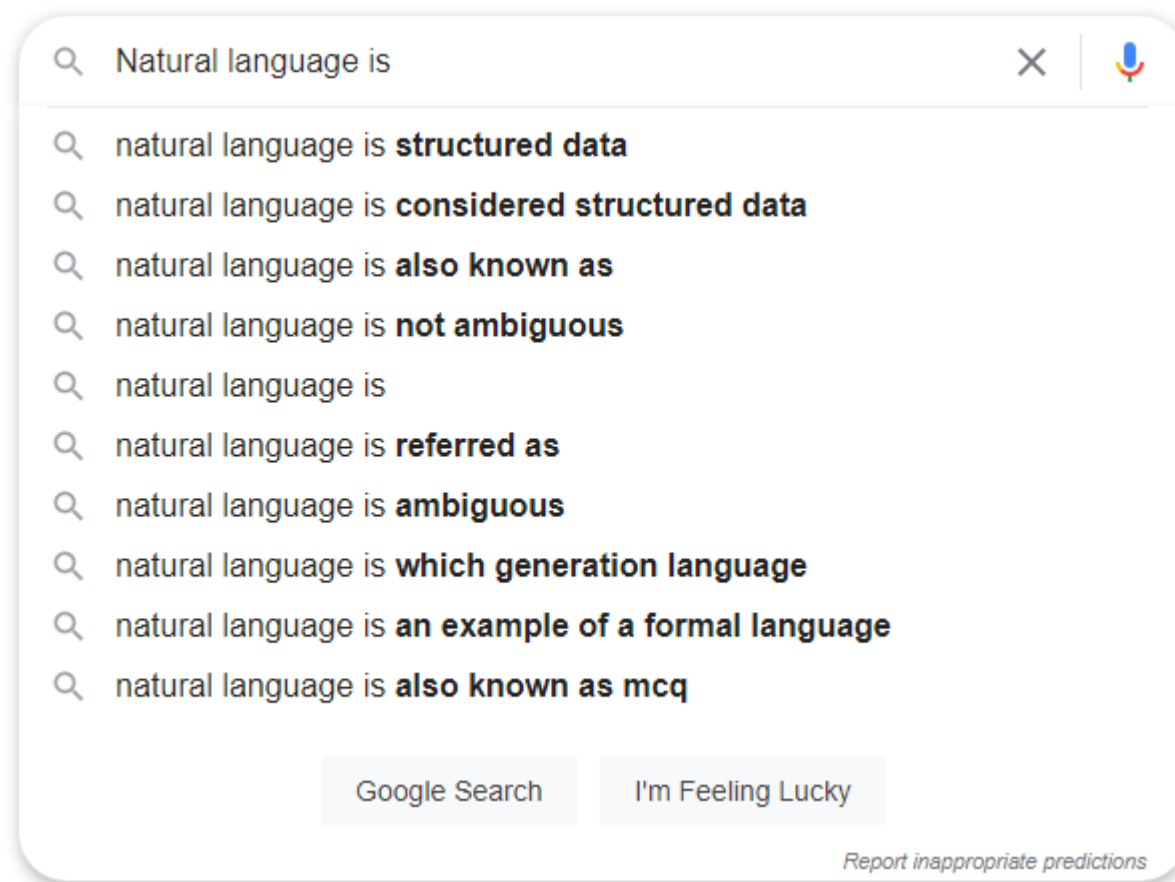 Natural language is
natural language is structured data
natural language is considered structured data
natural language is also known as
natural language is not ambiguous
natural language is
natural language is referred as
natural language is ambiguous
natural language is which generation language
natural language is an example of a formal language
natural language is also known as mcq
Google Search I'm Feeling Lucky
Report inappropriate predictions